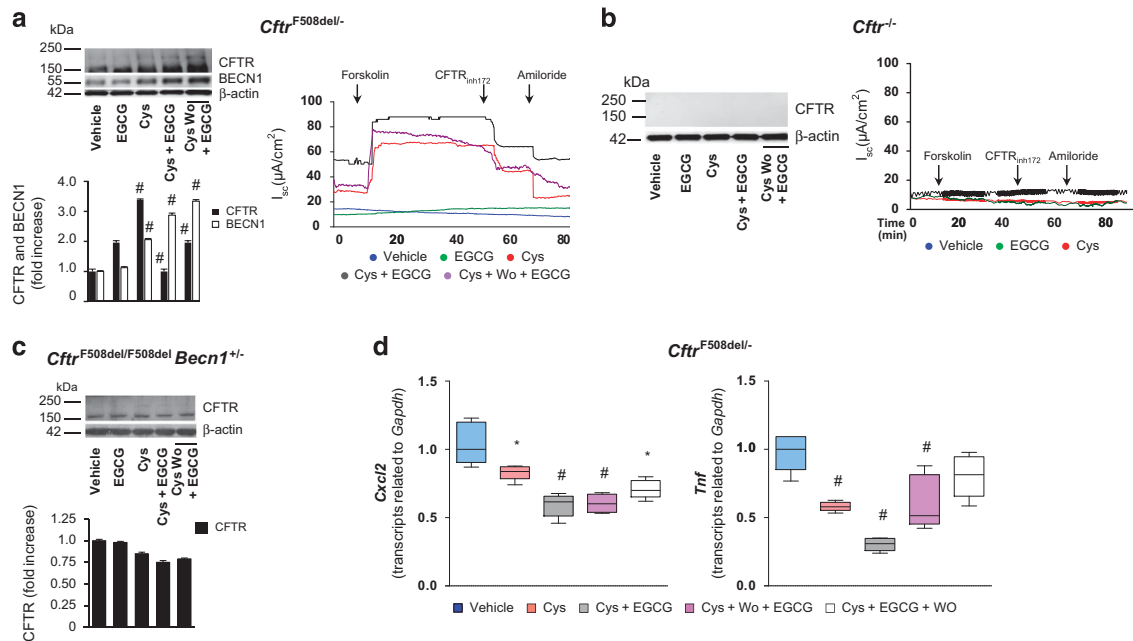 a
Cftr^F508del/-
kDa
250
150
55
42
CFTR
BECN1
β-actin
Vehicle
EGCG
Cys
Cys + EGCG
Cys Wo
+ EGCG
CFTR and BECN1
(fold increase)
4.0
3.0
2.0
1.0
0
#
#
#
#
#
#
CFTR
BECN1
Forskolin
CFTR_inh172
Amiloride
I_sc (μA/cm²)
100
80
60
40
20
0
0 20 40 60 80
Vehicle EGCG Cys
Cys + EGCG Cys + Wo + EGCG
b
Cftr^-/-
kDa
250
150
42
CFTR
β-actin
Vehicle
EGCG
Cys
Cys + EGCG
Cys Wo
+ EGCG
I_sc (μA/cm²)
100
80
60
40
20
0
Forskolin
CFTR_inh172
Amiloride
Time
(min)
0 20 40 60 80
Vehicle EGCG Cys
c
Cftr^F508del/F508del Becn1^+/-
kDa
250
150
42
CFTR
β-actin
Vehicle
EGCG
Cys
Cys + EGCG
Cys Wo
+ EGCG
CFTR (fold increase)
1.25
1.0
0.75
0.5
0.25
0
CFTR
d
Cftr^F508del/-
Cxcl2
(transcripts related to Gapdh)
1.5
1.0
0.5
0.0
*
#
#
*
Tnf
(transcripts related to Gapdh)
1.5
1.0
0.5
0.0
#
#
#
Vehicle Cys Cys + EGCG Cys + Wo + EGCG Cys + EGCG + WO